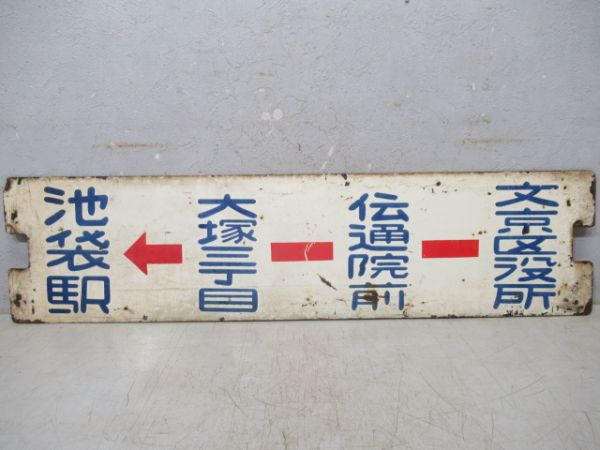 文京区役所
伝通院前
大塚三丁目
池袋駅